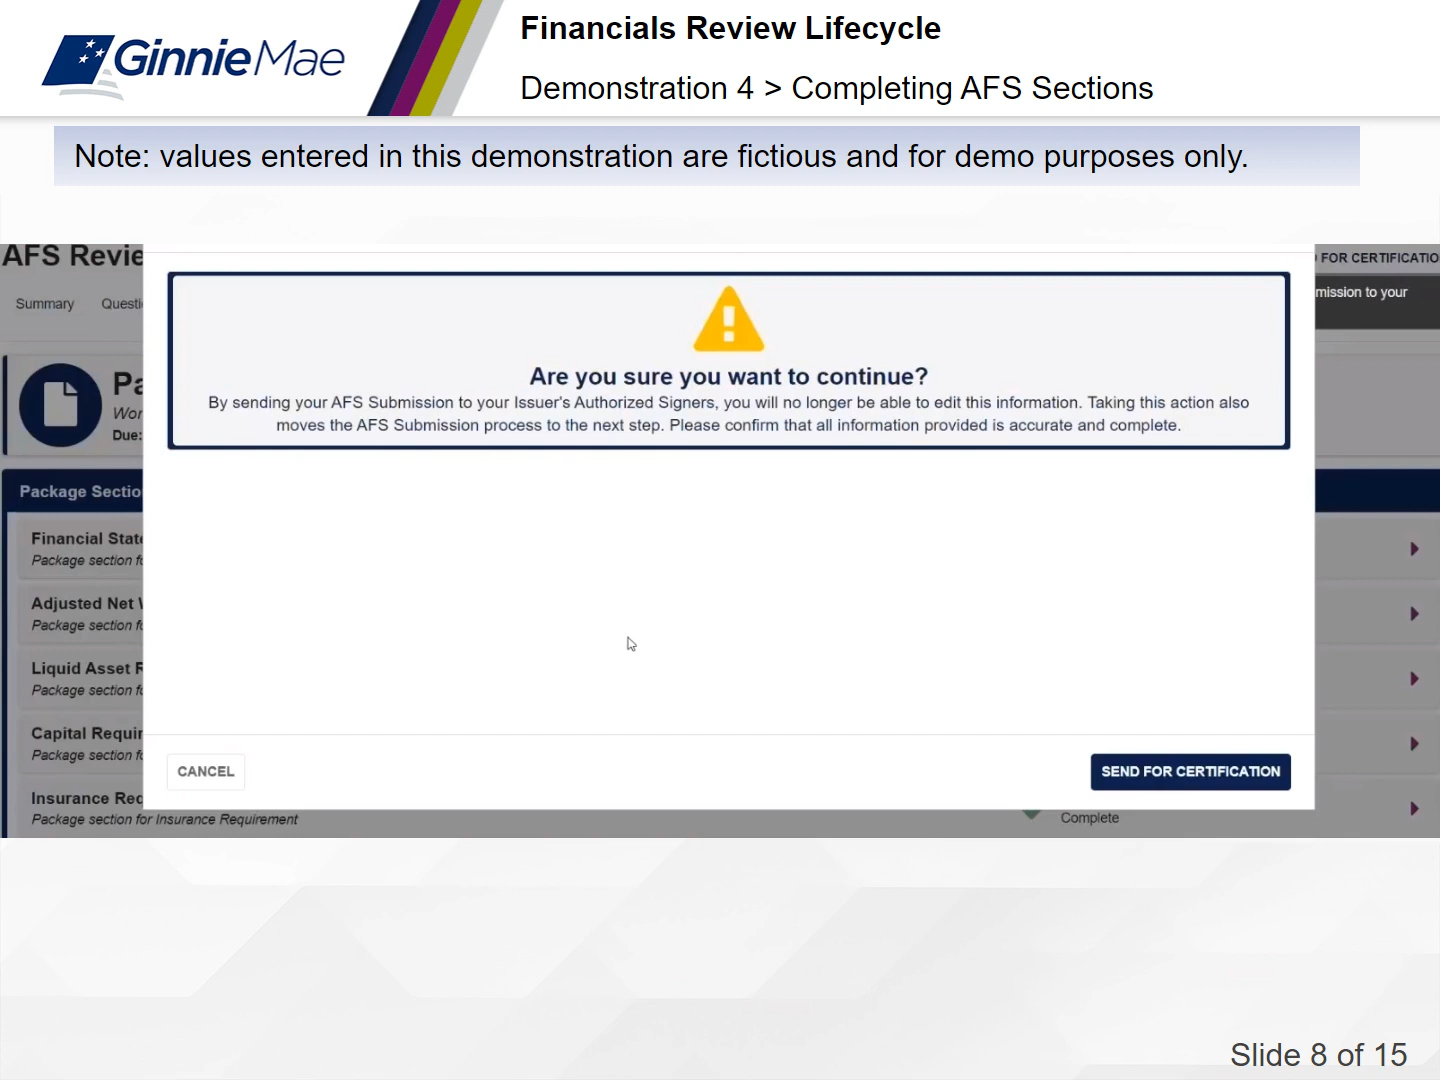 GinnieMae
Financials Review Lifecycle
Demonstration 4 > Completing AFS Sections
Note: values entered in this demonstration are fictious and for demo purposes only.
AFS Revie
FOR CERTIFICATIO
Summary Questi
mission to your
Are you sure you want to continue?
By sending your AFS Submission to your Issuer's Authorized Signers, you will no longer be able to edit this information. Taking this action also
moves the AFS Submission process to the next step. Please confirm that all information provided is accurate and complete.
Pa
Wor
Due:
Package Sectio
Financial State
Package section fo
Adjusted Net W
Package section fo
Liquid Asset R
Package section fo
Capital Requir
Package section fo
Insurance Req
Package section for Insurance Requirement
Complete
CANCEL
SEND FOR CERTIFICATION
Slide 8 of 15